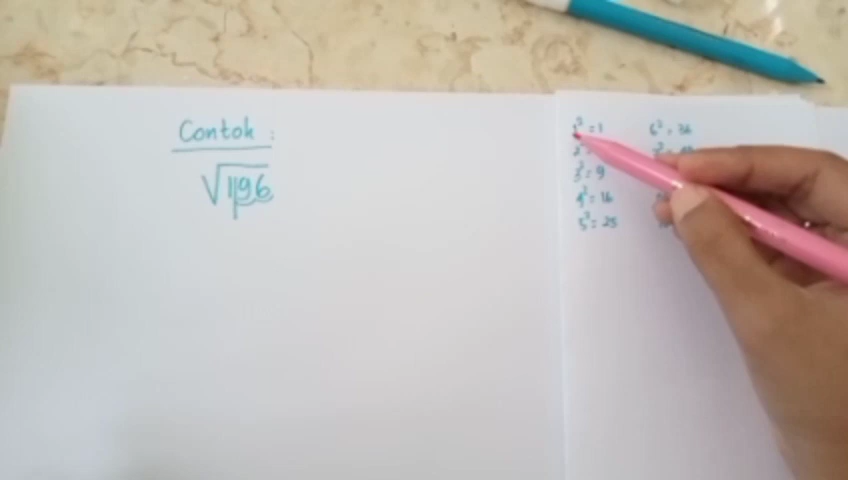 Contoh :
√196
1² = 1
3² = 9
4² = 16
5² = 25
6² = 36